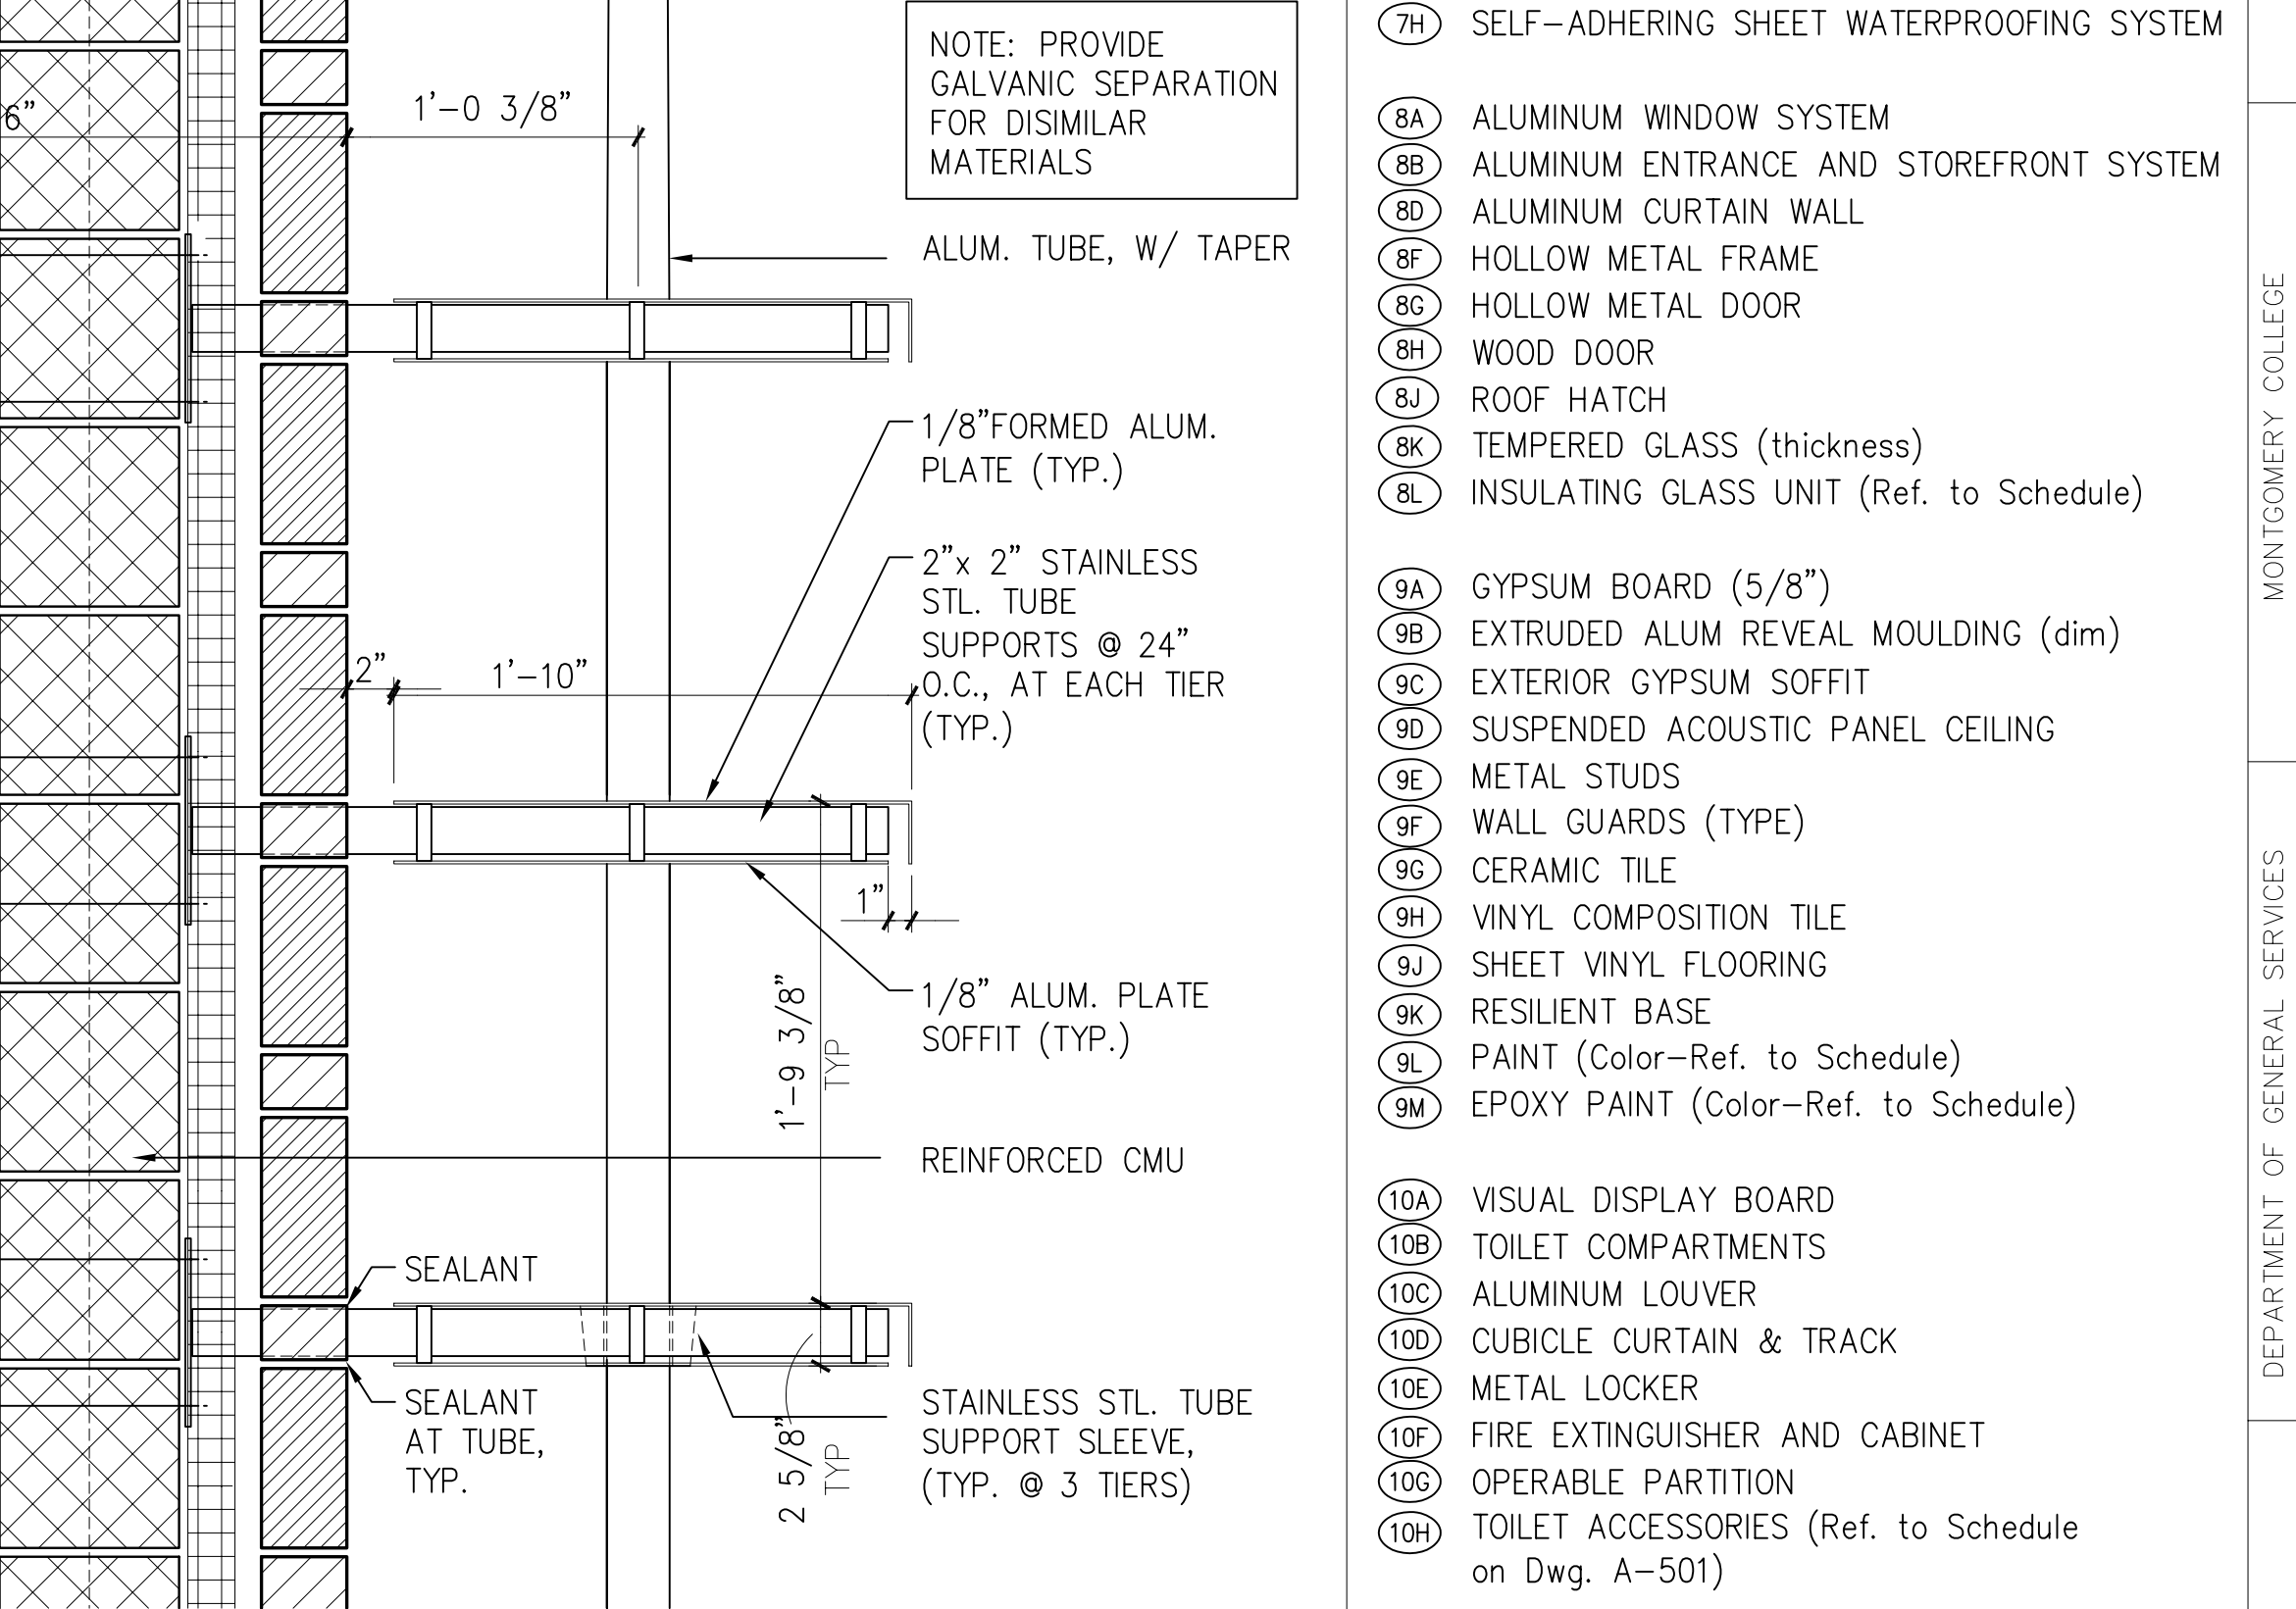 6”
1’-0 3/8”
NOTE: PROVIDE
GALVANIC SEPARATION
FOR DISIMILAR
MATERIALS
ALUM. TUBE, W/ TAPER
1/8”FORMED ALUM.
PLATE (TYP.)
2”x 2” STAINLESS
STL. TUBE
SUPPORTS @ 24”
O.C., AT EACH TIER
(TYP.)
2”
1’-10”
1”
1/8” ALUM. PLATE
SOFFIT (TYP.)
1’-9 3/8”
TYP
REINFORCED CMU
SEALANT
SEALANT
AT TUBE,
TYP.
STAINLESS STL. TUBE
SUPPORT SLEEVE,
(TYP. @ 3 TIERS)
2 5/8”
TYP
7H SELF-ADHERING SHEET WATERPROOFING SYSTEM
8A ALUMINUM WINDOW SYSTEM
8B ALUMINUM ENTRANCE AND STOREFRONT SYSTEM
8D ALUMINUM CURTAIN WALL
8F HOLLOW METAL FRAME
8G HOLLOW METAL DOOR
8H WOOD DOOR
8J ROOF HATCH
8K TEMPERED GLASS (thickness)
8L INSULATING GLASS UNIT (Ref. to Schedule)
9A GYPSUM BOARD (5/8”)
9B EXTRUDED ALUM REVEAL MOULDING (dim)
9C EXTERIOR GYPSUM SOFFIT
9D SUSPENDED ACOUSTIC PANEL CEILING
9E METAL STUDS
9F WALL GUARDS (TYPE)
9G CERAMIC TILE
9H VINYL COMPOSITION TILE
9J SHEET VINYL FLOORING
9K RESILIENT BASE
9L PAINT (Color-Ref. to Schedule)
9M EPOXY PAINT (Color-Ref. to Schedule)
10A VISUAL DISPLAY BOARD
10B TOILET COMPARTMENTS
10C ALUMINUM LOUVER
10D CUBICLE CURTAIN & TRACK
10E METAL LOCKER
10F FIRE EXTINGUISHER AND CABINET
10G OPERABLE PARTITION
10H TOILET ACCESSORIES (Ref. to Schedule
on Dwg. A-501)
MONTGOMERY COLLEGE
DEPARTMENT OF GENERAL SERVICES